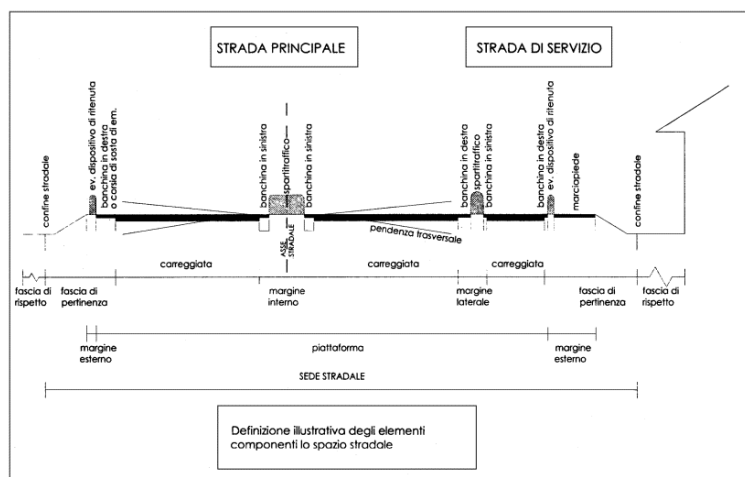 STRADA PRINCIPALE
STRADA DI SERVIZIO
confine stradale
ev. dispositivo di ritenuta
banchina in destra
o corsia di sosta di em.
banchina in sinistra
spartitraffico
banchina in sinistra
banchina in destra
spartitraffico
banchina in sinistra
banchina in destra
ev. dispositivo di ritenuta
marciapiede
confine stradale
pendenza trasversale
ASSE
STRADALE
carreggiata
carreggiata
carreggiata
fascia di
rispetto
fascia di
pertinenza
margine
interno
margine
laterale
fascia di
pertinenza
fascia di
rispetto
margine
esterno
piattaforma
margine
esterno
SEDE STRADALE
Definizione illustrativa degli elementi
componenti lo spazio stradale